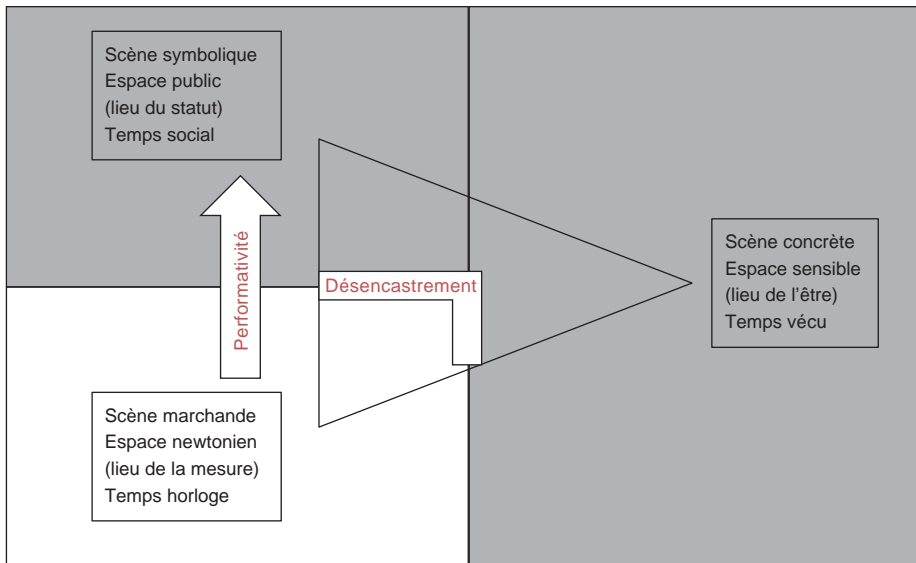 Scène symbolique
Espace public
(lieu du statut)
Temps social
Performativité
Désencastrement
Scène concrète
Espace sensible
(lieu de l’être)
Temps vécu
Scène marchande
Espace newtonien
(lieu de la mesure)
Temps horloge